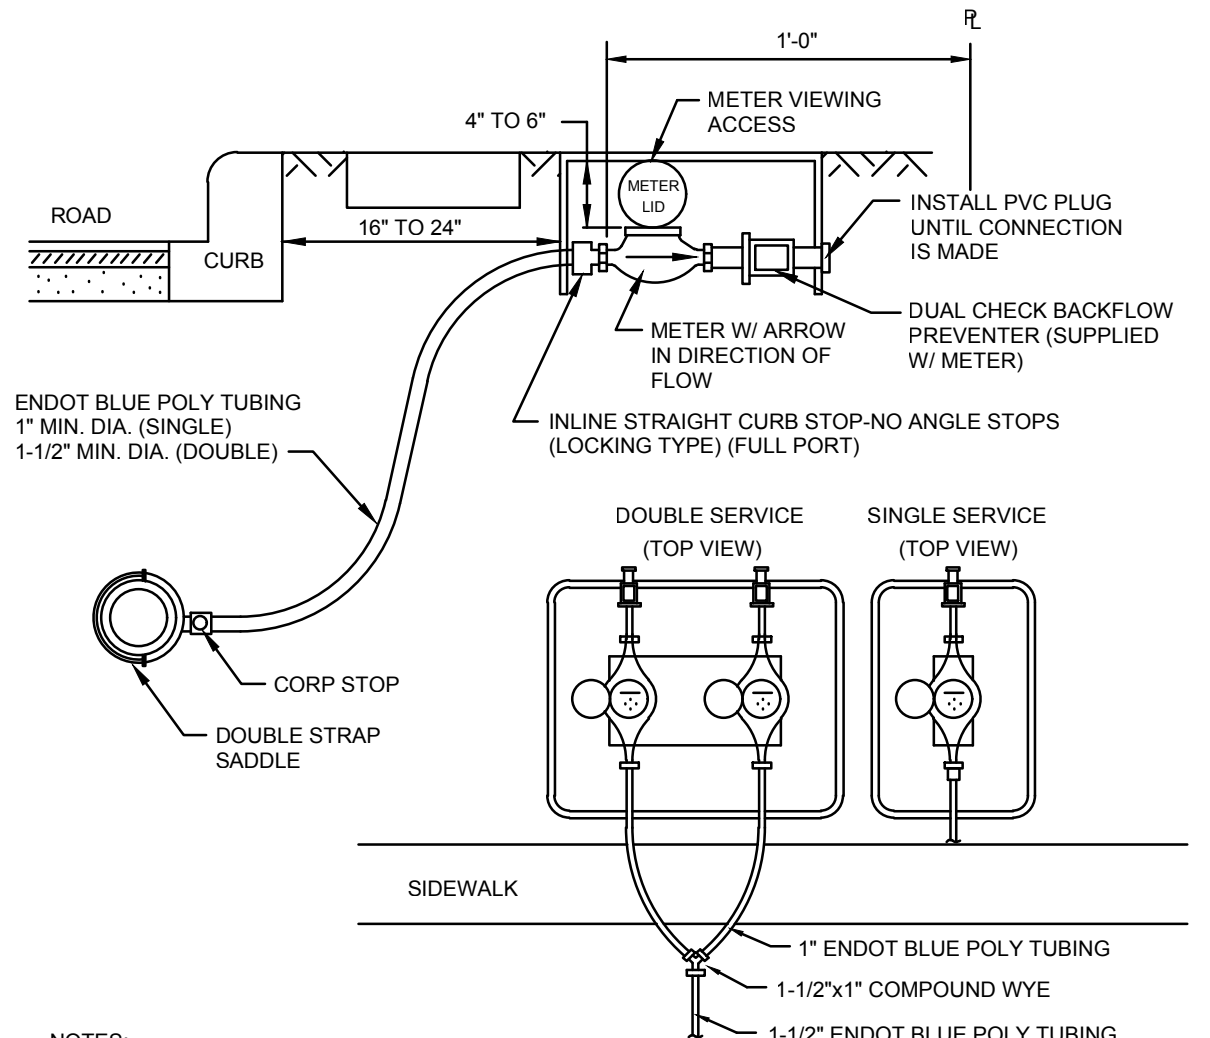 PL
1'-0"
METER VIEWING
ACCESS
4" TO 6"
METER
LID
ROAD
16" TO 24"
CURB
INSTALL PVC PLUG
UNTIL CONNECTION
IS MADE
DUAL CHECK BACKFLOW
PREVENTER (SUPPLIED
W/ METER)
METER W/ ARROW
IN DIRECTION OF
FLOW
ENDOT BLUE POLY TUBING
1" MIN. DIA. (SINGLE)
1-1/2" MIN. DIA. (DOUBLE)
INLINE STRAIGHT CURB STOP-NO ANGLE STOPS
(LOCKING TYPE) (FULL PORT)
DOUBLE SERVICE
(TOP VIEW)
SINGLE SERVICE
(TOP VIEW)
CORP STOP
DOUBLE STRAP
SADDLE
SIDEWALK
1" ENDOT BLUE POLY TUBING
1-1/2"x1" COMPOUND WYE
1-1/2" ENDOT BLUE POLY TUBING
NOTES: